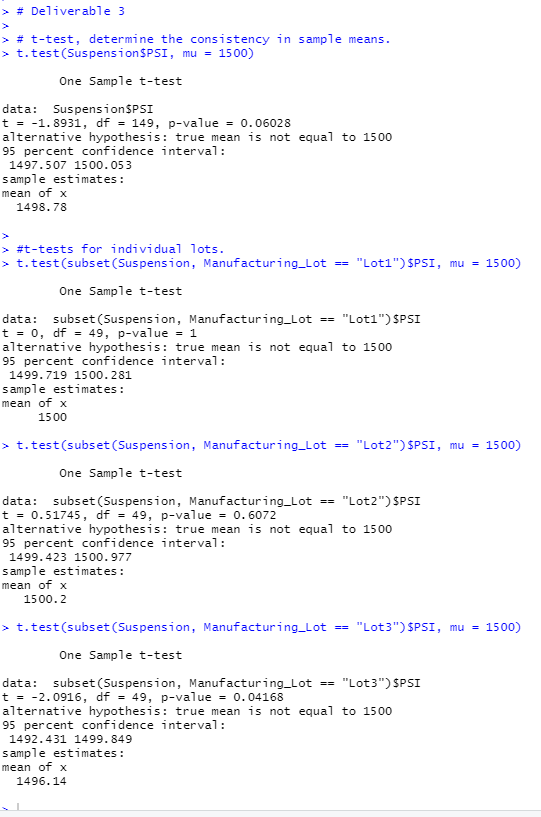 > # Deliverable 3
>
> # t-test, determine the consistency in sample means.
> t.test(Suspension$PSI, mu = 1500)
One Sample t-test
data:  Suspension$PSI
t = -1.8931, df = 149, p-value = 0.06028
alternative hypothesis: true mean is not equal to 1500
95 percent confidence interval:
1497.507 1500.053
sample estimates:
mean of x
1498.78
>
> #t-tests for individual lots.
> t.test(subset(Suspension, Manufacturing_Lot == "Lot1")$PSI, mu = 1500)
One Sample t-test
data:  subset(Suspension, Manufacturing_Lot == "Lot1")$PSI
t = 0, df = 49, p-value = 1
alternative hypothesis: true mean is not equal to 1500
95 percent confidence interval:
1499.719 1500.281
sample estimates:
mean of x
1500
> t.test(subset(Suspension, Manufacturing_Lot == "Lot2")$PSI, mu = 1500)
One Sample t-test
data:  subset(Suspension, Manufacturing_Lot == "Lot2")$PSI
t = 0.51745, df = 49, p-value = 0.6072
alternative hypothesis: true mean is not equal to 1500
95 percent confidence interval:
1499.423 1500.977
sample estimates:
mean of x
1500.2
> t.test(subset(Suspension, Manufacturing_Lot == "Lot3")$PSI, mu = 1500)
One Sample t-test
data:  subset(Suspension, Manufacturing_Lot == "Lot3")$PSI
t = -2.0916, df = 49, p-value = 0.04168
alternative hypothesis: true mean is not equal to 1500
95 percent confidence interval:
1492.431 1499.849
sample estimates:
mean of x
1496.14
>